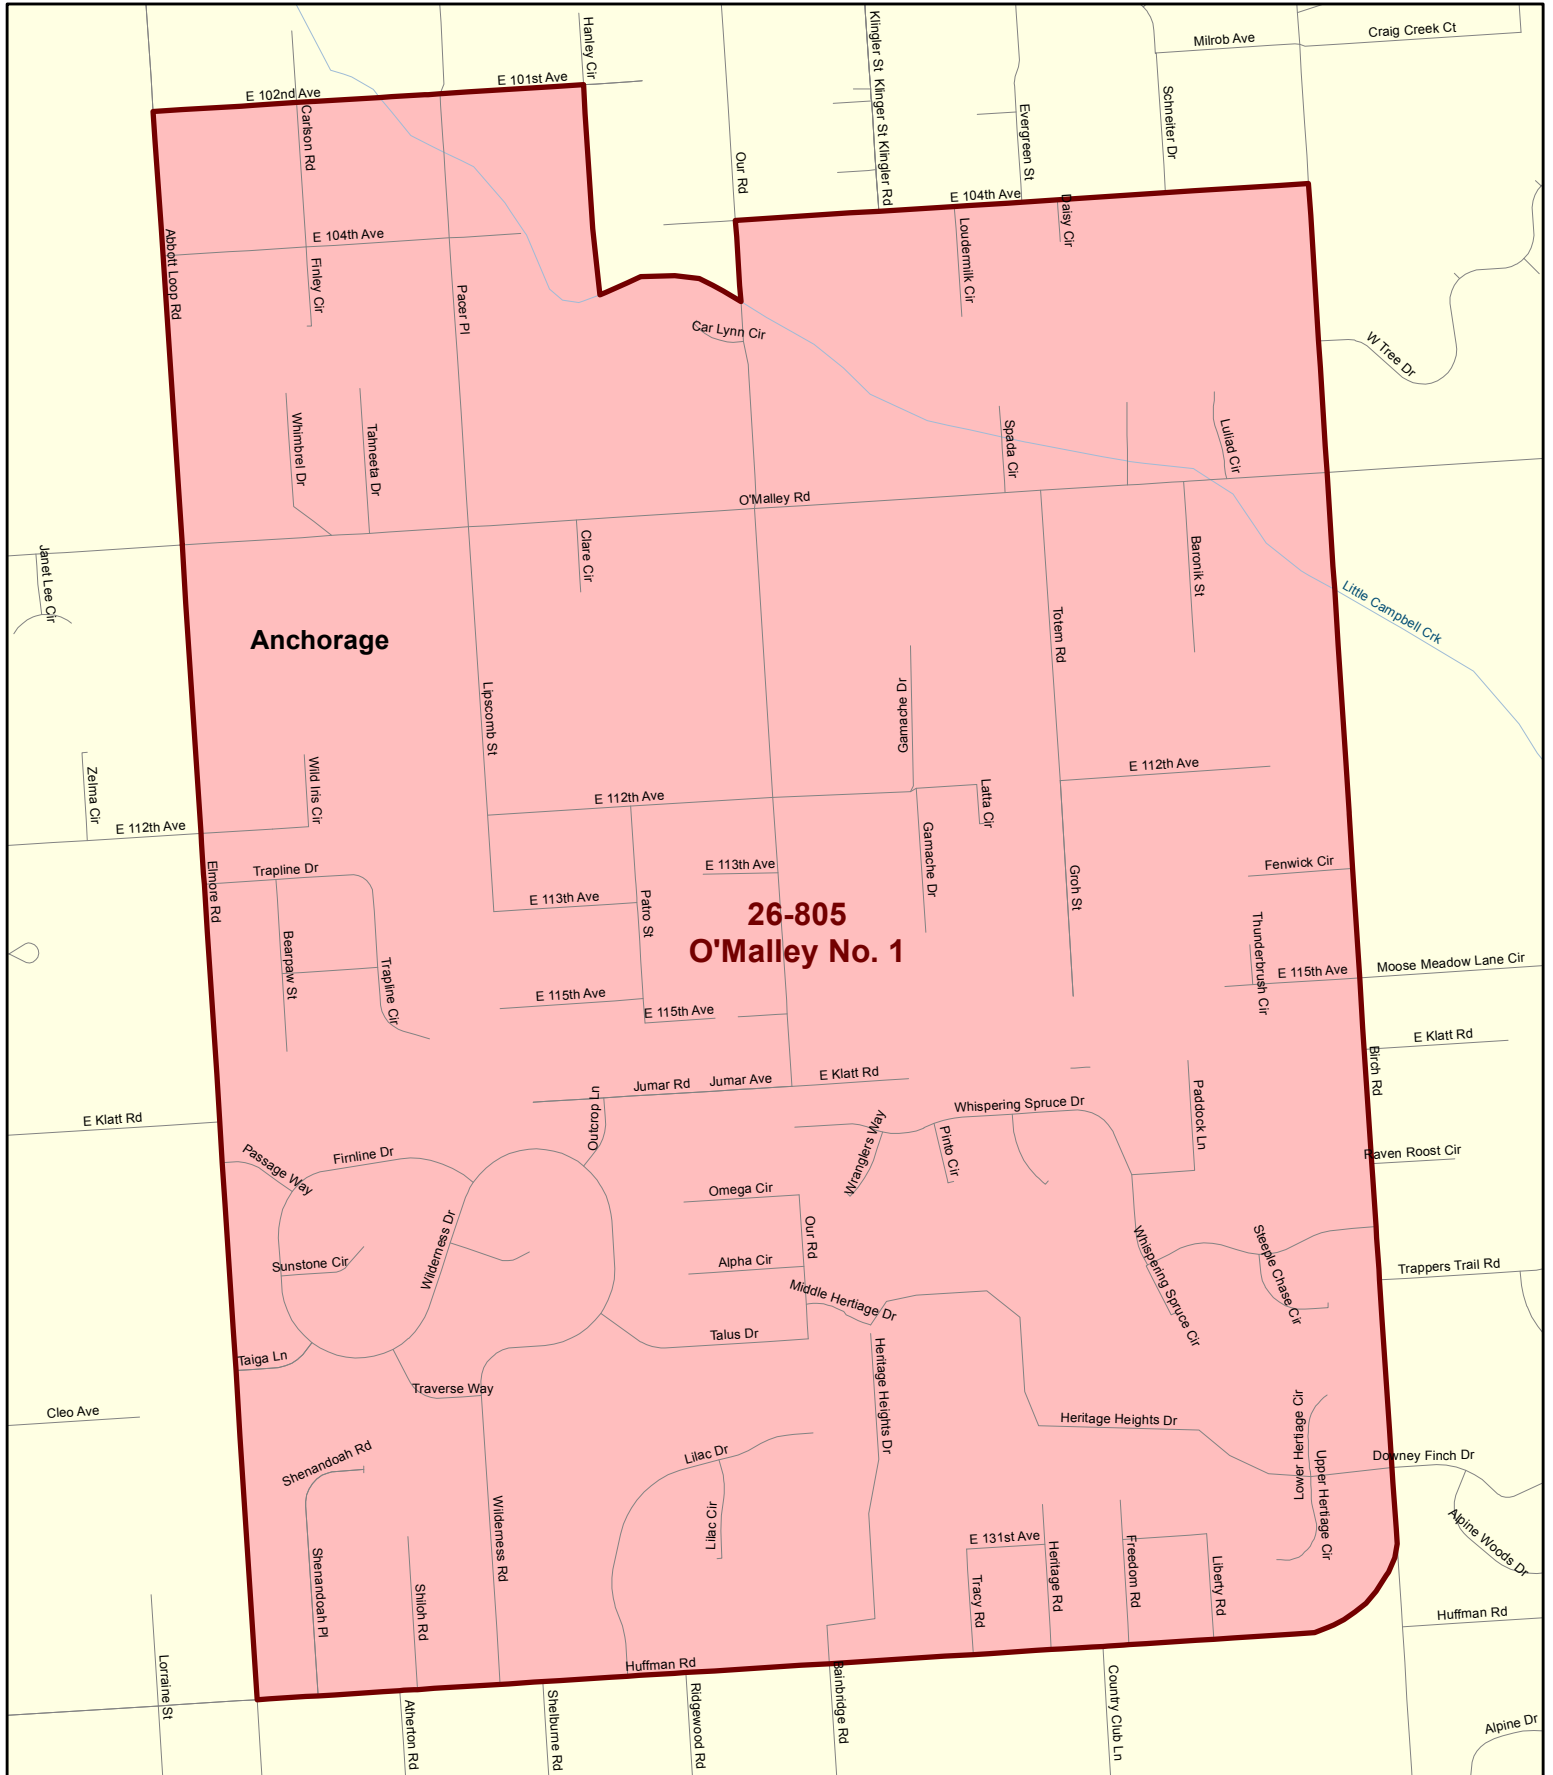 Hanley Cir
Klingler St
Klinger St
Klingler Rd
Milrob Ave
Craig Creek Ct
E 101st Ave
E 102nd Ave
Carlson Rd
Evergreen St
Schneiter Dr
Our Rd
E 104th Ave
Daisy Cir
Abbott Loop Rd
E 104th Ave
Finley Cir
Pacer Pl
Loudermilk Cir
Car Lynn Cir
W Tree Dr
Whimbrel Dr
Tahneeta Dr
Spada Cir
Luliad Cir
O'Malley Rd
Clare Cir
Janet Lee Cir
Baronik St
Totem Rd
Little Campbell Crk
Anchorage
Lipscomb St
Gamache Dr
Zelma Cir
Wild Iris Cir
E 112th Ave
E 112th Ave
E 112th Ave
Latta Cir
Elmore Rd
Trapline Dr
E 113th Ave
E 113th Ave
Patro St
Gamache Dr
Groh St
Fenwick Cir
26-805
O'Malley No. 1
Bearpaw St
Trapline Cir
Thunderbrush Cir
E 115th Ave
Moose Meadow Lane Cir
E 115th Ave
E 115th Ave
E Klatt Rd
Birch Rd
Jumar Rd
Jumar Ave
E Klatt Rd
E Klatt Rd
Outcrop Ln
Whispering Spruce Dr
Paddock Ln
Wranglers Way
Pinto Cir
Raven Roost Cir
Passage Way
Firnline Dr
Omega Cir
Our Rd
Wilderness Dr
Sunstone Cir
Alpha Cir
Whispering Spruce Cir
Steeple Chase Cir
Trappers Trail Rd
Middle Hertiage Dr
Talus Dr
Taiga Ln
Traverse Way
Heritage Heights Dr
Cleo Ave
Heritage Heights Dr
Lower Heritage Cir
Upper Hertiage Cir
Downey Finch Dr
Shenandoah Rd
Lilac Dr
Lilac Cir
Wilderness Rd
Alpine Woods Dr
E 131st Ave
Shenandoah Pl
Shiloh Rd
Tracy Rd
Heritage Rd
Freedom Rd
Liberty Rd
Huffman Rd
Huffman Rd
Lorraine St
Atherton Rd
Shelburne Rd
Ridgewood Rd
Bainbridge Rd
Country Club Ln
Alpine Dr